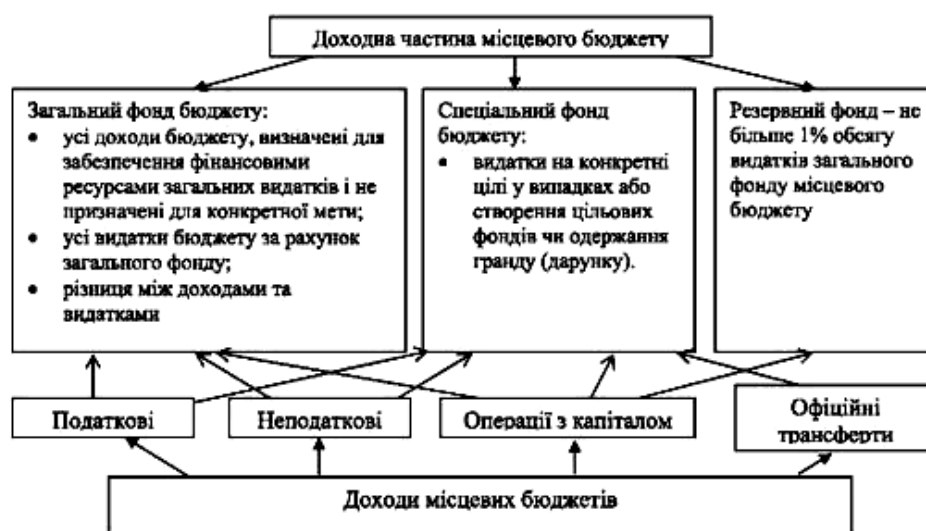 Доходна частина місцевого бюджету
Загальний фонд бюджету:
• усі доходи бюджету, визначені для
забезпечення фінансовими
ресурсами загальних видатків і не
призначені для конкретної мети;
• усі видатки бюджету за рахунок
загального фонду;
• різниця між доходами та
видатками
Спеціальний фонд
бюджету:
• видатки на конкретні
цілі у випадках або
створення цільових
фондів чи одержання
гранду (дарунку).
Резервний фонд – не
більше 1% обсягу
видатків загального
фонду місцевого
бюджету
Податкові
Неподаткові
Операції з капіталом
Офіційні
трансферти
Доходи місцевих бюджетів